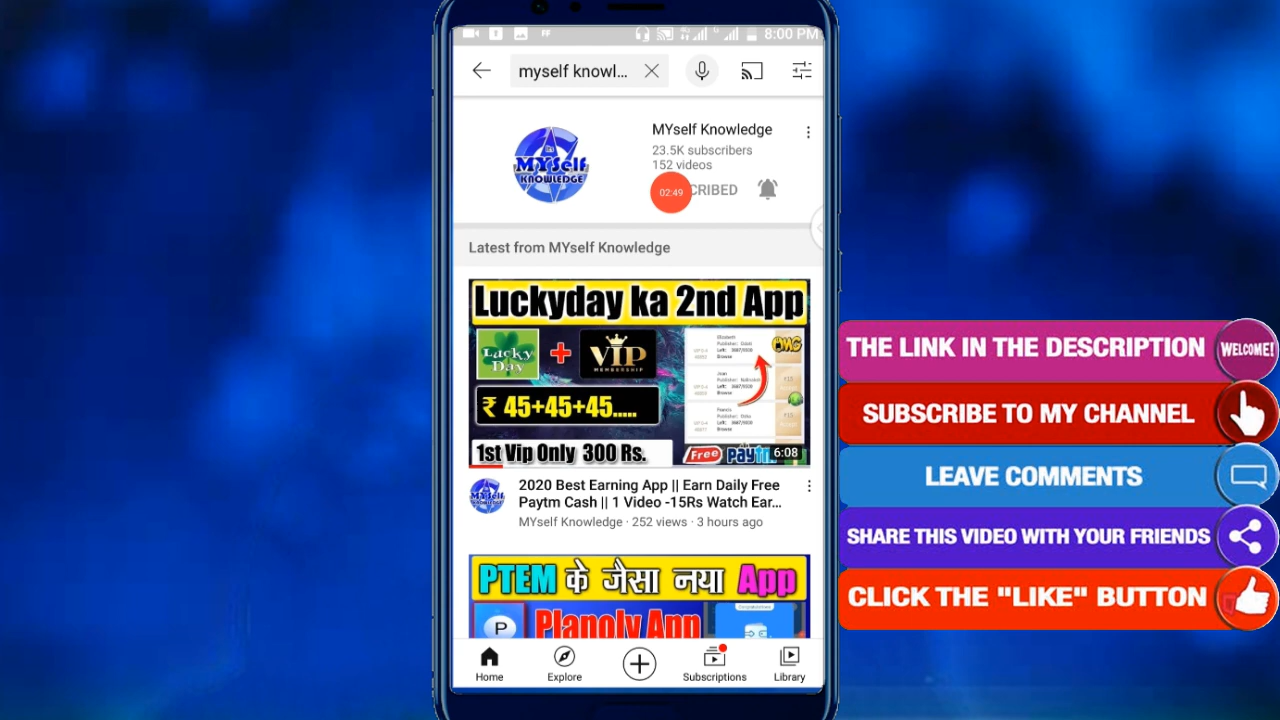 8:00 PM
myself knowl...
MYself Knowledge
23.5K subscribers
152 videos
02:49
CRIBED
MYSelf
KNOWLEDGE
Latest from MYself Knowledge
Luckyday ka 2nd App
Lucky
Day
+
VIP
MEMBERSHIP
OMG
₹ 45+45+45.....
1st Vip Only 300 Rs.
Free
Paytm
6:08
2020 Best Earning App || Earn Daily Free
Paytm Cash || 1 Video -15Rs Watch Ear...
MYself Knowledge · 252 views · 3 hours ago
PTEM के जैसा नया App
P
Planoly App
Home
Explore
Subscriptions
Library
THE LINK IN THE DESCRIPTION
WELCOME!
SUBSCRIBE TO MY CHANNEL
LEAVE COMMENTS
SHARE THIS VIDEO WITH YOUR FRIENDS
CLICK THE "LIKE" BUTTON